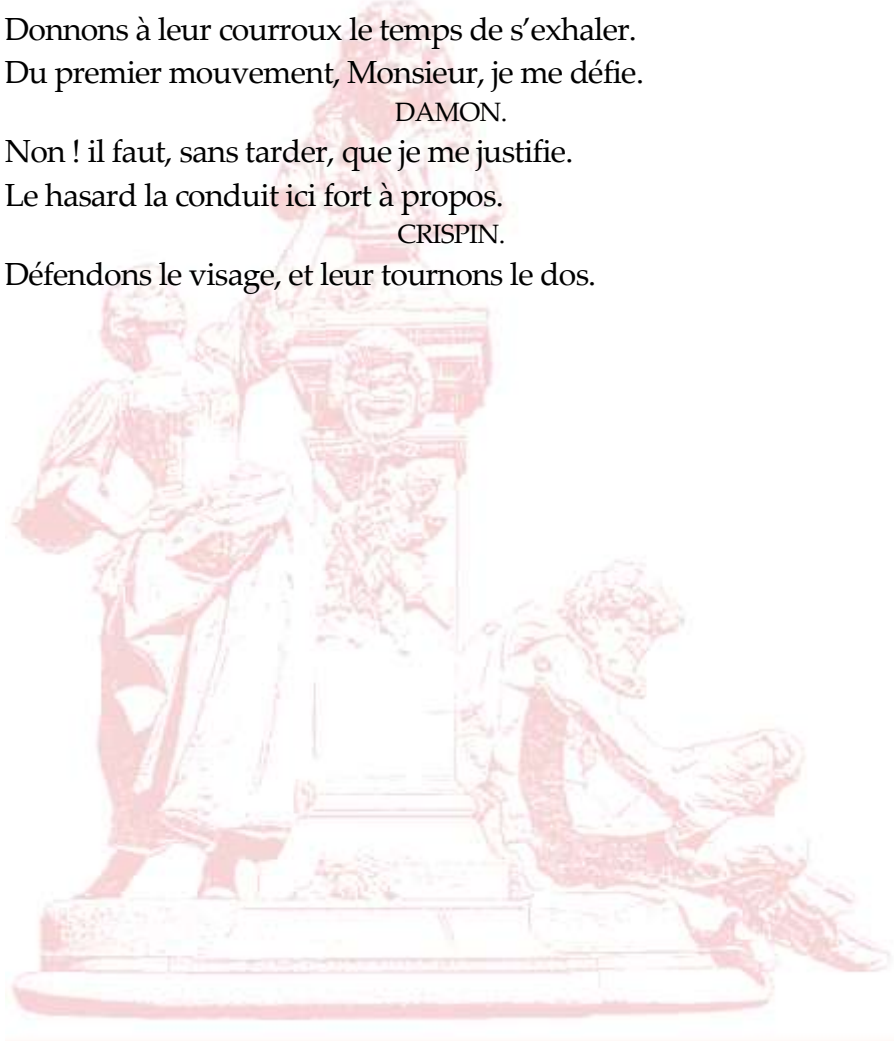 Donnons à leur courroux le temps de s’exhaler.
Du premier mouvement, Monsieur, je me défie.
DAMON.
Non ! il faut, sans tarder, que je me justifie.
Le hasard la conduit ici fort à propos.
CRISPIN.
Défendons le visage, et leur tournons le dos.